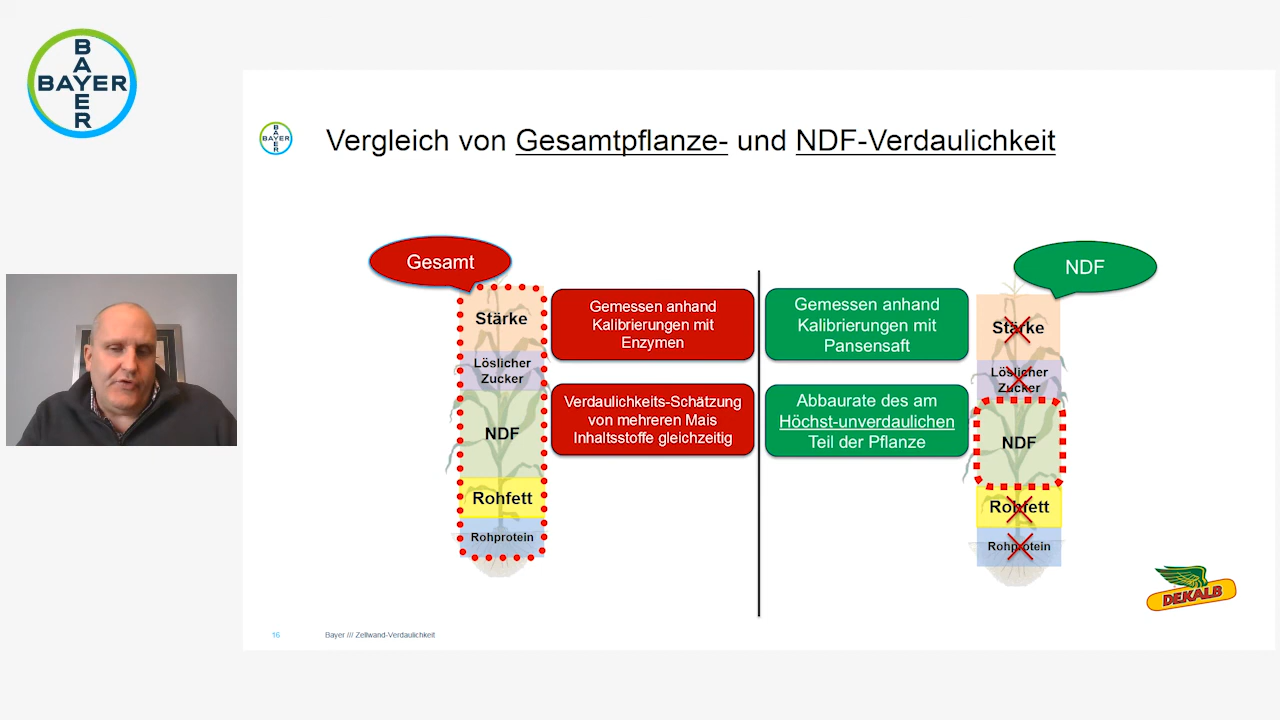 BAYER
BAYER
BAYER
BAYER
Vergleich von Gesamtpflanze- und NDF-Verdaulichkeit
Gesamt
NDF
Stärke
Löslicher
Zucker
NDF
Rohfett
Rohprotein
Gemessen anhand
Kalibrierungen mit
Enzymen
Verdaulichkeits-Schätzung
von mehreren Mais
Inhaltsstoffe gleichzeitig
Gemessen anhand
Kalibrierungen mit
Pansensaft
Abbaurate des am
Höchst-unverdaulichen
Teil der Pflanze
Stärke
Löslicher
Zucker
NDF
Rohfett
Rohprotein
DEKALB
16
Bayer /// Zellwand-Verdaulichkeit